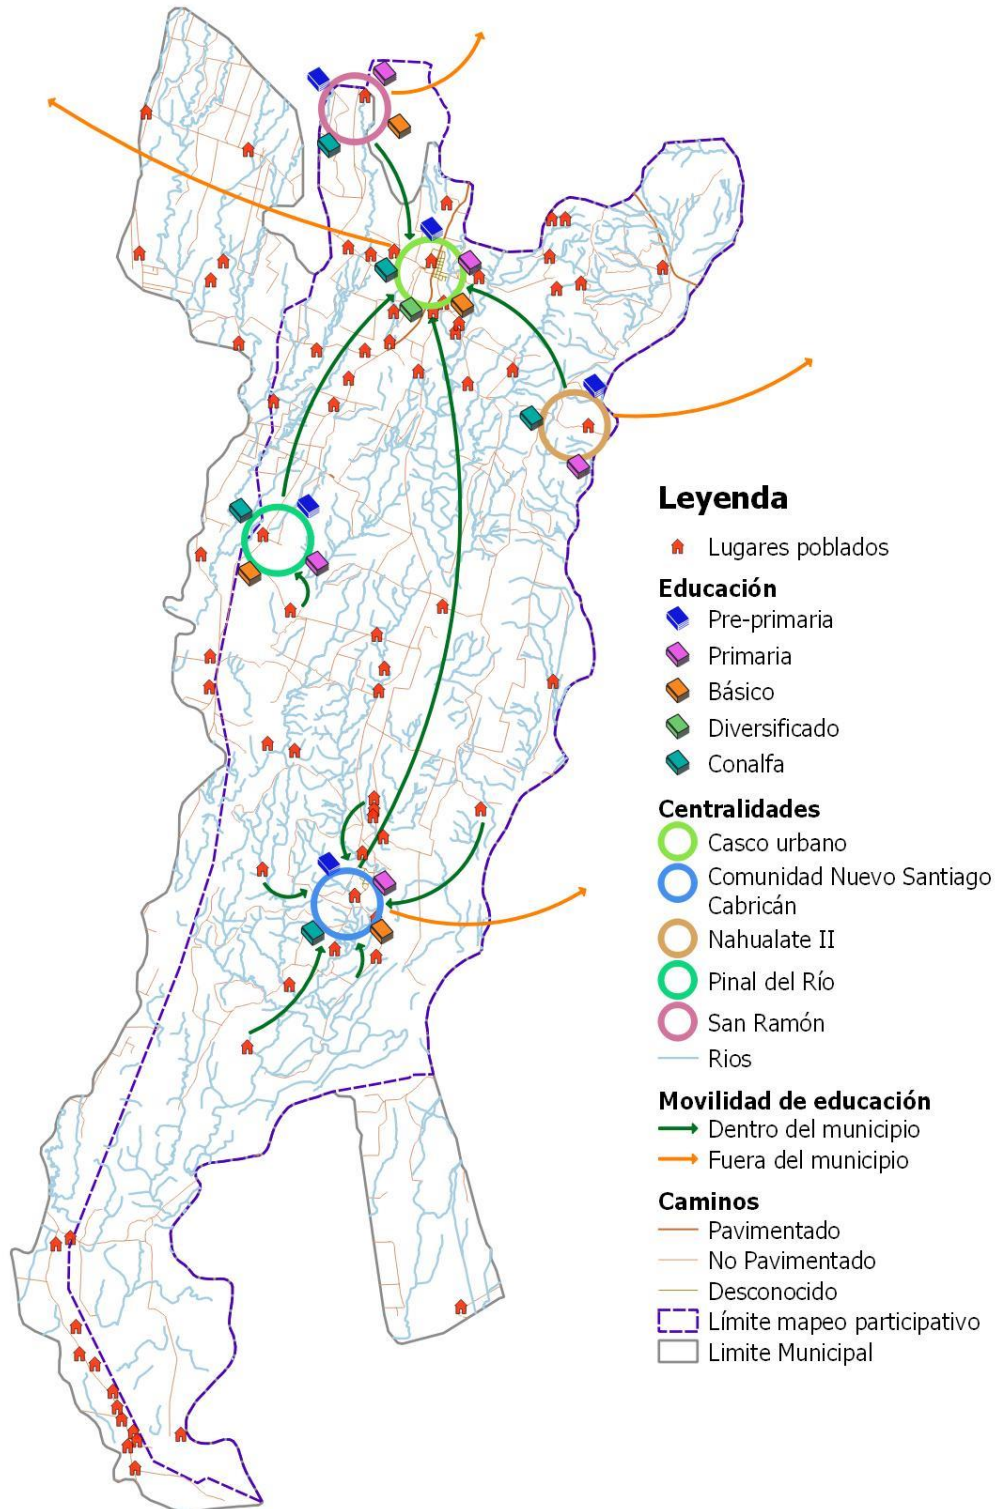 Leyenda
Lugares poblados
Educación
Pre-primaria
Primaria
Básico
Diversificado
Conalfa
Centralidades
Casco urbano
Comunidad Nuevo Santiago
Cabricán
Nahualate II
Pinal del Río
San Ramón
Rios
Movilidad de educación
Dentro del municipio
Fuera del municipio
Caminos
Pavimentado
No Pavimentado
Desconocido
Límite mapeo participativo
Limite Municipal